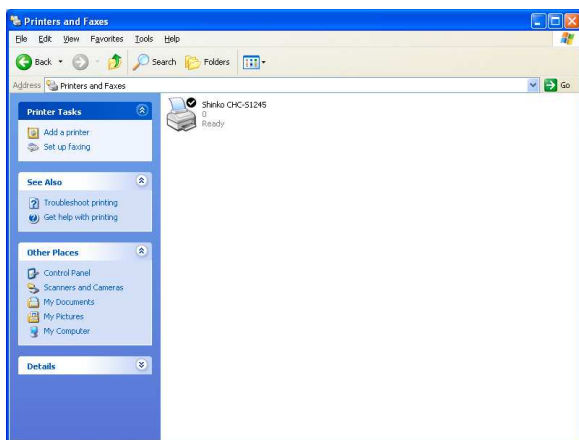 Printers and Faxes
File Edit View Favorites Tools Help
Back Search Folders
Address Printers and Faxes Go
Printer Tasks
Add a printer
Set up faxing
See Also
Troubleshoot printing
Get help with printing
Other Places
Control Panel
Scanners and Cameras
My Documents
My Pictures
My Computer
Details
Shinko CHC-S1245
0
Ready